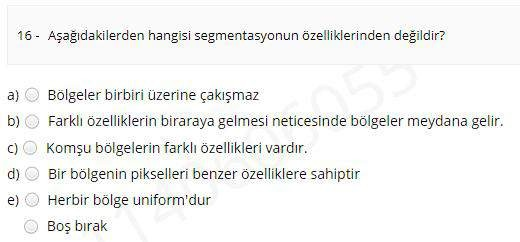 16 - Aşağıdakilerden hangisi segmentasyonun özelliklerinden değildir?
a) Bölgeler birbiri üzerine çakışmaz
b) Farklı özelliklerin biraraya gelmesi neticesinde bölgeler meydana gelir.
c) Komşu bölgelerin farklı özellikleri vardır.
d) Bir bölgenin pikselleri benzer özelliklere sahiptir
e) Herbir bölge uniform'dur
Boş bırak